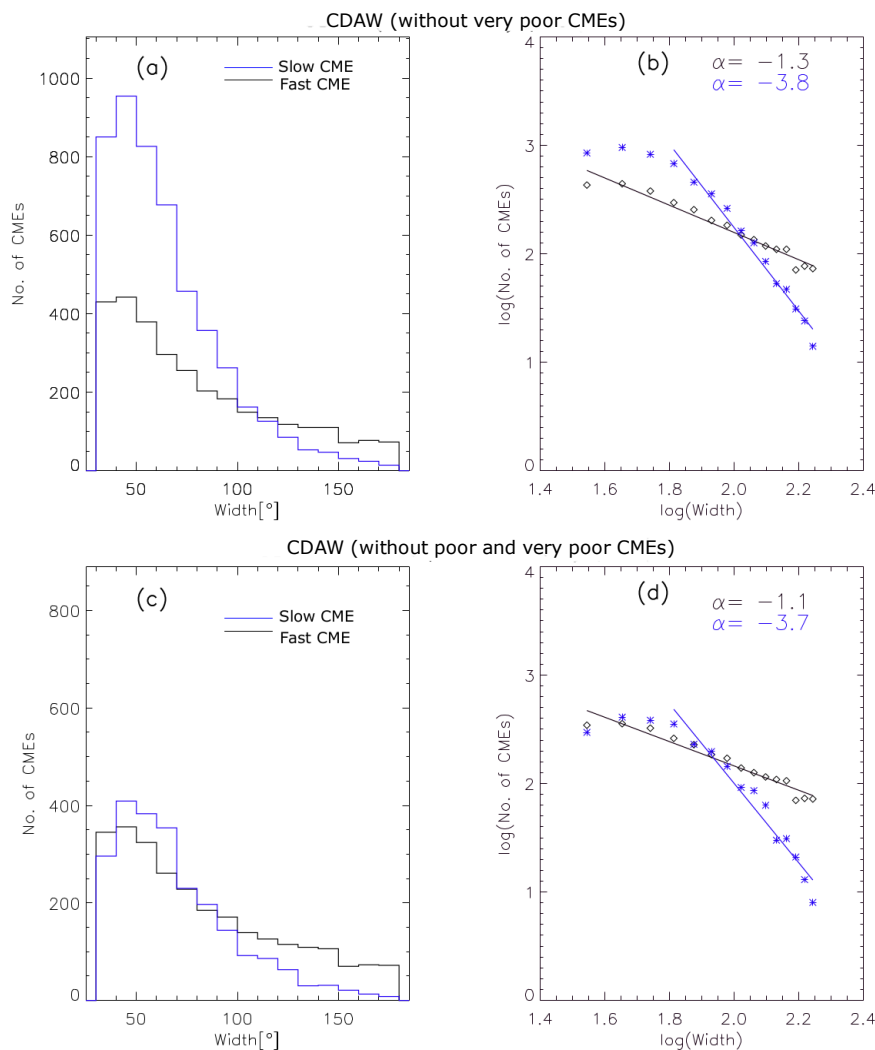 CDAW (without very poor CMEs)
(a)
Slow CME
Fast CME
1000
800
600
400
200
0
No. of CMEs
50
100
150
Width[°]
(b)
α= −1.3
α= −3.8
4
3
2
1
0
log(No. of CMEs)
1.4
1.6
1.8
2.0
2.2
2.4
log(Width)
CDAW (without poor and very poor CMEs)
(c)
Slow CME
Fast CME
800
600
400
200
0
No. of CMEs
50
100
150
Width[°]
(d)
α= −1.1
α= −3.7
4
3
2
1
0
log(No. of CMEs)
1.4
1.6
1.8
2.0
2.2
2.4
log(Width)